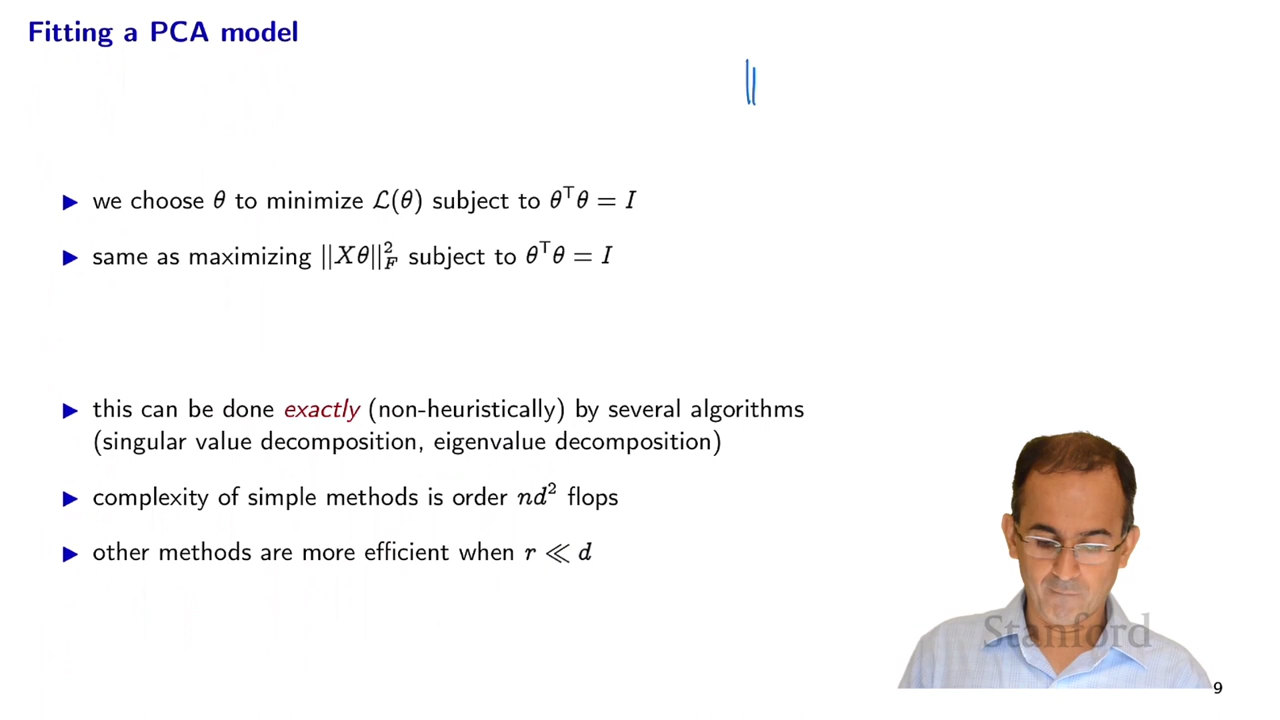 Fitting a PCA model
||
▶ we choose θ to minimize ℒ(θ) subject to θᵀθ = I
▶ same as maximizing ||Xθ||²_F subject to θᵀθ = I
▶ this can be done exactly (non-heuristically) by several algorithms
(singular value decomposition, eigenvalue decomposition)
▶ complexity of simple methods is order nd² flops
▶ other methods are more efficient when r ≪ d
Stanford
9